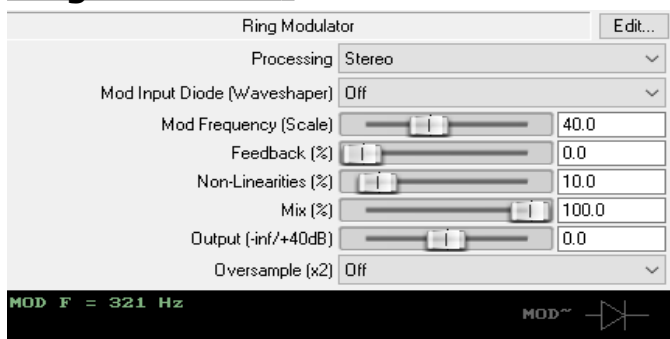 Ring Modulator
Edit...
Processing Stereo
Mod Input Diode (Waveshaper) Off
Mod Frequency (Scale) 40.0
Feedback (%) 0.0
Non-Linearities (%) 10.0
Mix (%) 100.0
Output (-inf/+40dB) 0.0
Oversample (x2) Off
MOD F = 321 Hz
MOD~